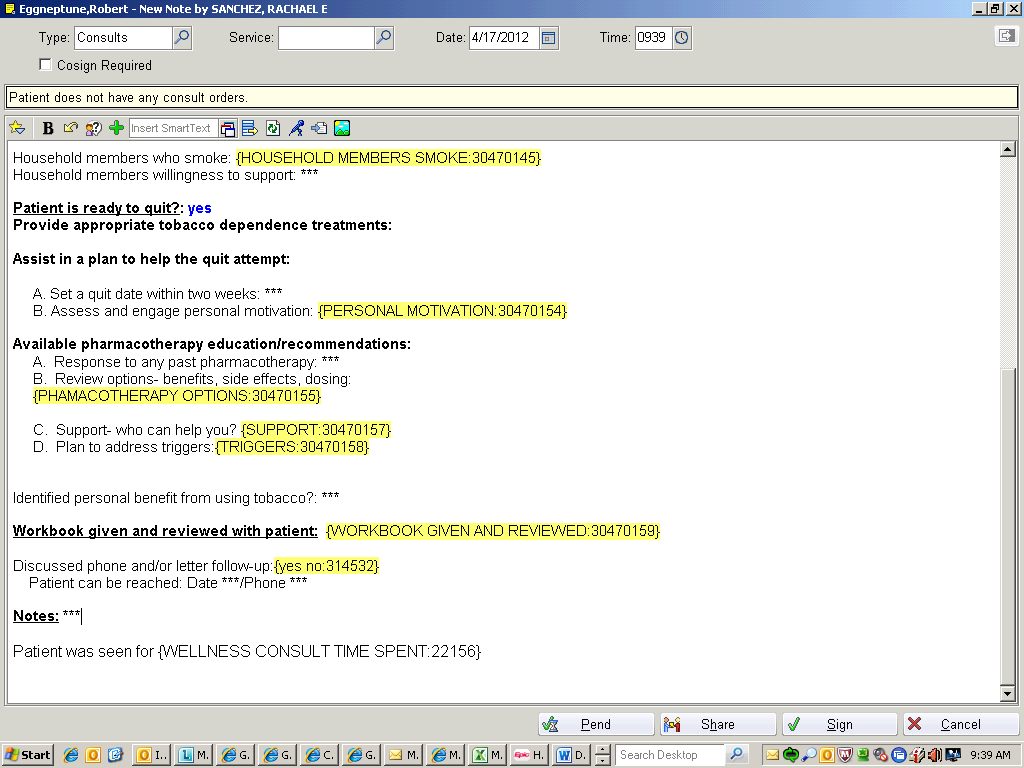 Eggneptune,Robert - New Note by SANCHEZ, RACHAEL E
Type: Consults Service: Date: 4/17/2012 Time: 0939
Cosign Required
Patient does not have any consult orders.
B Insert SmartText
Household members who smoke: {HOUSEHOLD MEMBERS SMOKE:30470145}
Household members willingness to support: ***
Patient is ready to quit?: yes
Provide appropriate tobacco dependence treatments:
Assist in a plan to help the quit attempt:
A. Set a quit date within two weeks: ***
B. Assess and engage personal motivation: {PERSONAL MOTIVATION:30470154}
Available pharmacotherapy education/recommendations:
A. Response to any past pharmacotherapy: ***
B. Review options- benefits, side effects, dosing:
{PHAMACOTHERAPY OPTIONS:30470155}
C. Support- who can help you? {SUPPORT:30470157}
D. Plan to address triggers:{TRIGGERS:30470158}
Identified personal benefit from using tobacco?: ***
Workbook given and reviewed with patient: {WORKBOOK GIVEN AND REVIEWED:30470159}
Discussed phone and/or letter follow-up:{yes no:314532}
Patient can be reached: Date ***/Phone ***
Notes: ***
Patient was seen for {WELLNESS CONSULT TIME SPENT:22156}
Pend Share Sign Cancel
Start I.. M. G. G. C. G. M. M. M. H. D. Search Desktop 9:39 AM